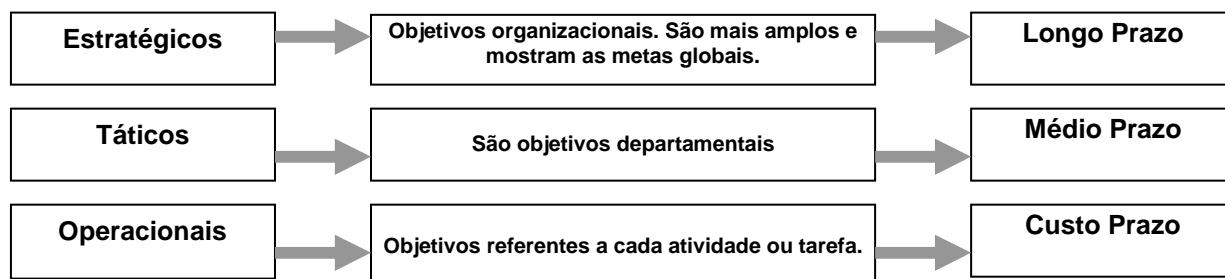 Estratégicos
Objetivos organizacionais. São mais amplos e
mostram as metas globais.
Longo Prazo
Táticos
São objetivos departamentais
Médio Prazo
Operacionais
Objetivos referentes a cada atividade ou tarefa.
Custo Prazo